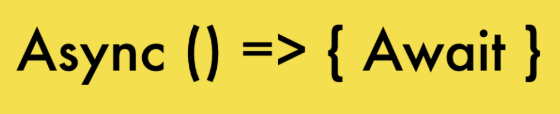 Async () => { Await }